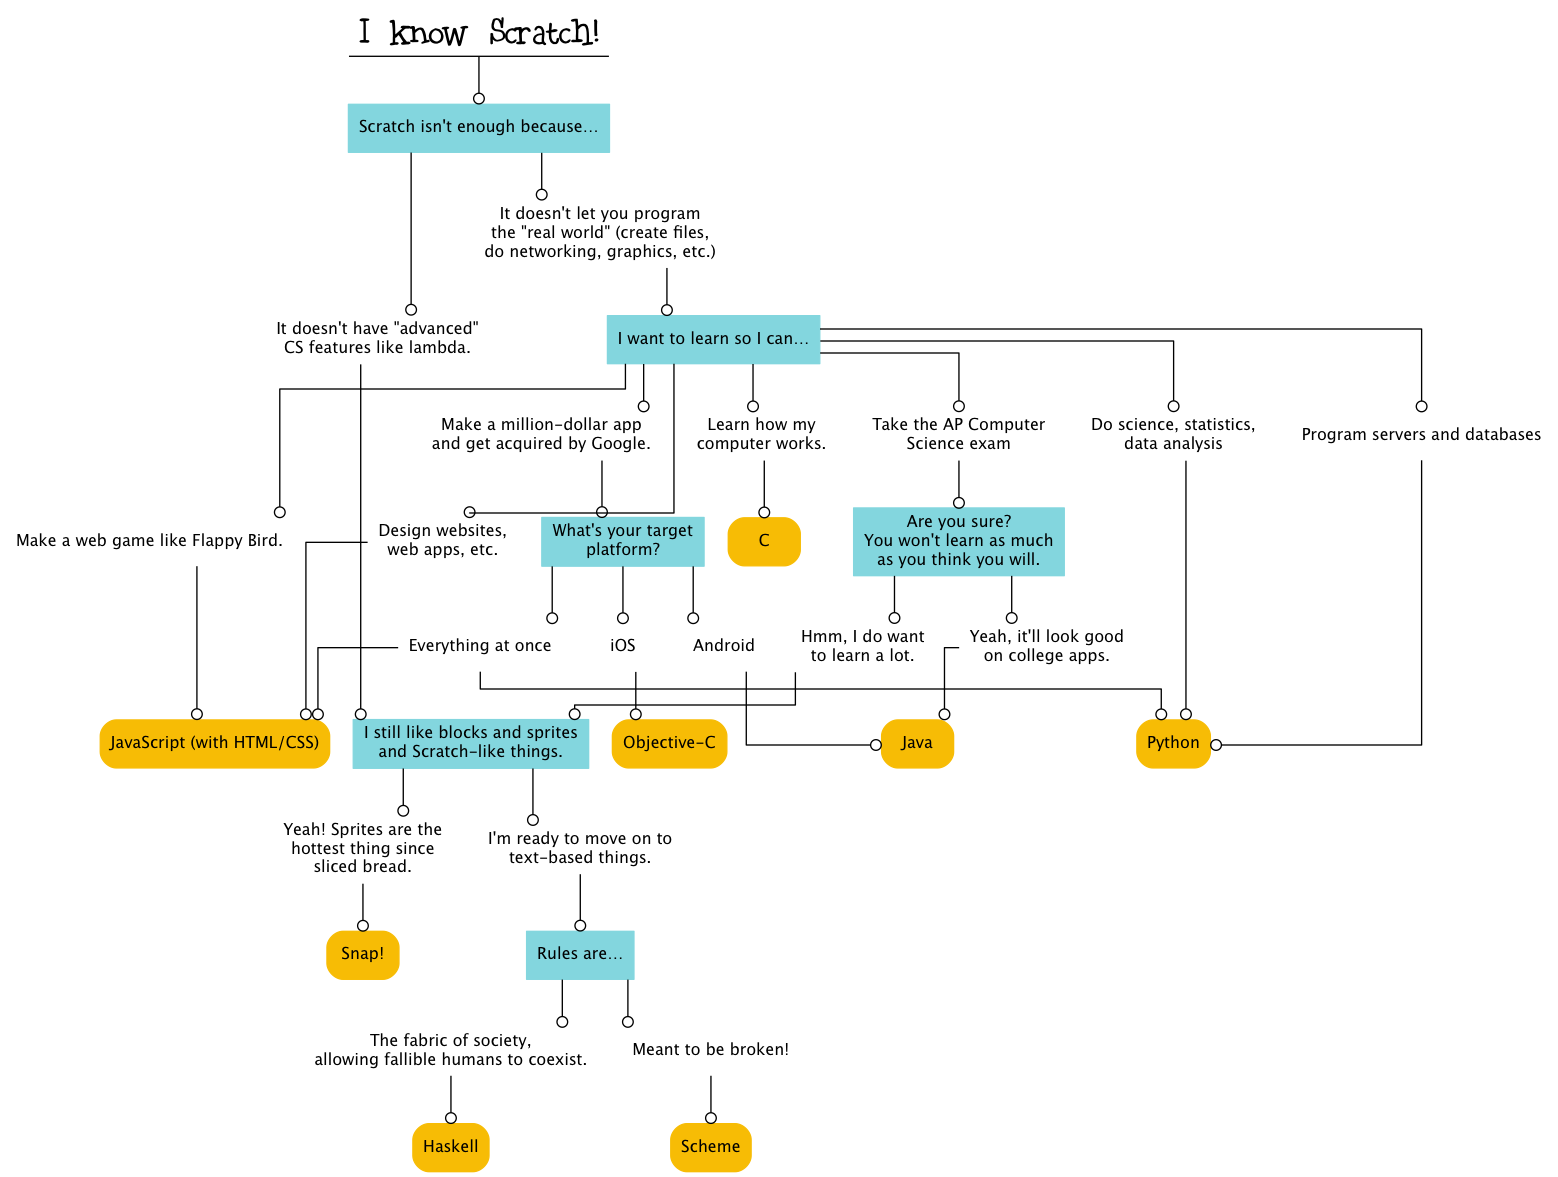 I know Scratch!
Scratch isn't enough because...
It doesn't let you program
the "real world" (create files,
do networking, graphics, etc.)
It doesn't have "advanced"
CS features like lambda.
I want to learn so I can...
Make a million-dollar app
and get acquired by Google.
Learn how my
computer works.
Take the AP Computer
Science exam
Do science, statistics,
data analysis
Program servers and databases
Make a web game like Flappy Bird.
Design websites,
web apps, etc.
What's your target
platform?
C
Are you sure?
You won't learn as much
as you think you will.
Everything at once
iOS
Android
Hmm, I do want
to learn a lot.
Yeah, it'll look good
on college apps.
JavaScript (with HTML/CSS)
I still like blocks and sprites
and Scratch-like things.
Objective-C
Java
Python
Yeah! Sprites are the
hottest thing since
sliced bread.
I'm ready to move on to
text-based things.
Snap!
Rules are...
The fabric of society,
allowing fallible humans to coexist.
Meant to be broken!
Haskell
Scheme